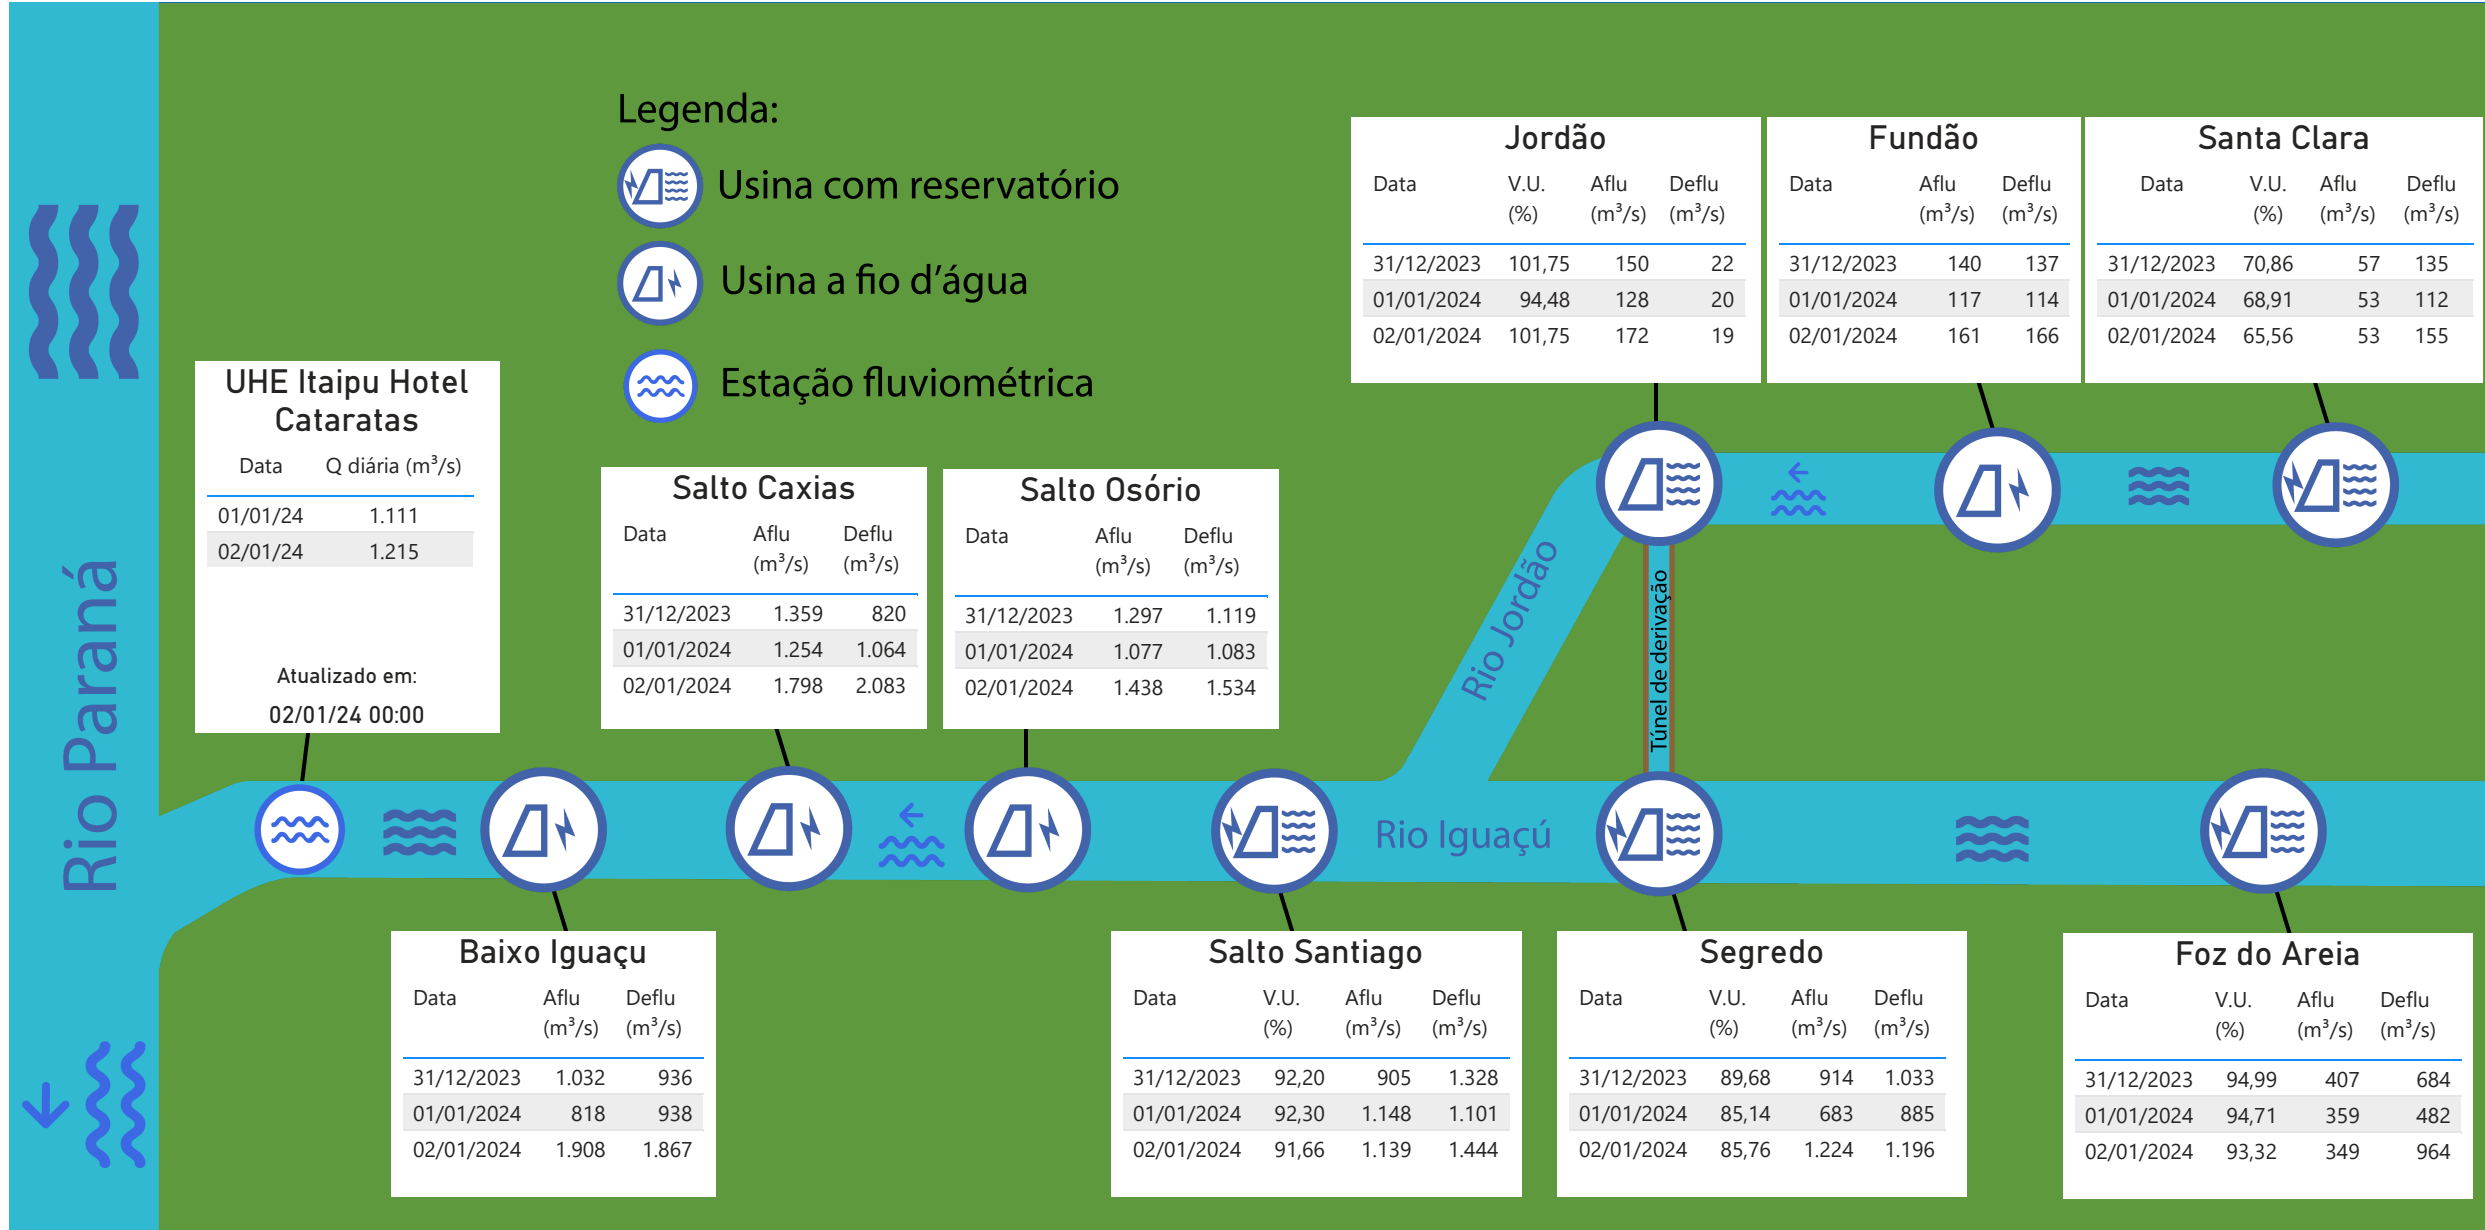 Legenda:
Usina com reservatório
Usina a fio d'água
Estação fluviométrica
Jordão
Data V.U. (%) Aflu (m³/s) Deflu (m³/s)
31/12/2023 101,75 150 22
01/01/2024 94,48 128 20
02/01/2024 101,75 172 19
Fundão
Data Aflu (m³/s) Deflu (m³/s)
31/12/2023 140 137
01/01/2024 117 114
02/01/2024 161 166
Santa Clara
Data V.U. (%) Aflu (m³/s) Deflu (m³/s)
31/12/2023 70,86 57 135
01/01/2024 68,91 53 112
02/01/2024 65,56 53 155
UHE Itaipu Hotel
Cataratas
Data Q diária (m³/s)
01/01/24 1.111
02/01/24 1.215
Atualizado em:
02/01/24 00:00
Salto Caxias
Data Aflu (m³/s) Deflu (m³/s)
31/12/2023 1.359 820
01/01/2024 1.254 1.064
02/01/2024 1.798 2.083
Salto Osório
Data Aflu (m³/s) Deflu (m³/s)
31/12/2023 1.297 1.119
01/01/2024 1.077 1.083
02/01/2024 1.438 1.534
Rio Paraná
Rio Jordão
Túnel de derivação
Rio Iguaçú
Baixo Iguaçu
Data Aflu (m³/s) Deflu (m³/s)
31/12/2023 1.032 936
01/01/2024 818 938
02/01/2024 1.908 1.867
Salto Santiago
Data V.U. (%) Aflu (m³/s) Deflu (m³/s)
31/12/2023 92,20 905 1.328
01/01/2024 92,30 1.148 1.101
02/01/2024 91,66 1.139 1.444
Segredo
Data V.U. (%) Aflu (m³/s) Deflu (m³/s)
31/12/2023 89,68 914 1.033
01/01/2024 85,14 683 885
02/01/2024 85,76 1.224 1.196
Foz do Areia
Data V.U. (%) Aflu (m³/s) Deflu (m³/s)
31/12/2023 94,99 407 684
01/01/2024 94,71 359 482
02/01/2024 93,32 349 964